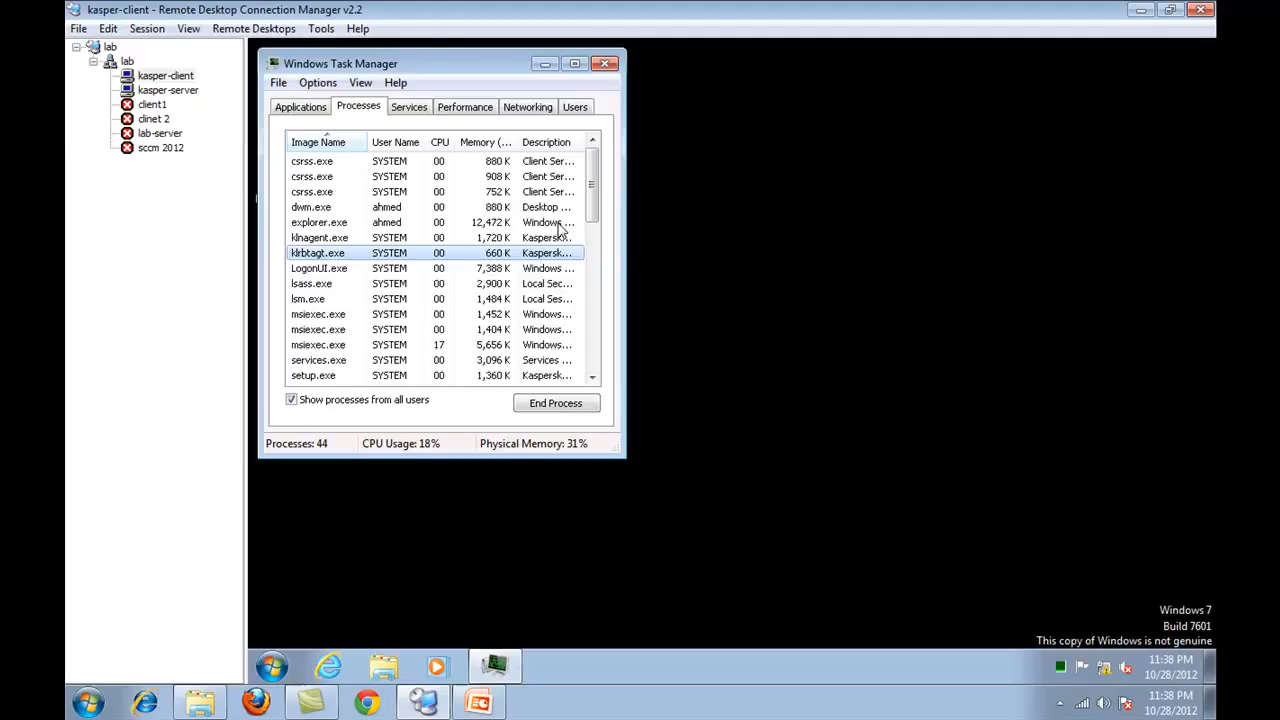 kasper-client - Remote Desktop Connection Manager v2.2
File Edit Session View Remote Desktops Tools Help
lab
lab
kasper-client
kasper-server
client1
clinet 2
lab-server
sccm 2012
Windows Task Manager
File Options View Help
Applications Processes Services Performance Networking Users
Image Name User Name CPU Memory (... Description
csrss.exe SYSTEM 00 880 K Client Ser...
csrss.exe SYSTEM 00 908 K Client Ser...
csrss.exe SYSTEM 00 752 K Client Ser...
dwm.exe ahmed 00 880 K Desktop ...
explorer.exe ahmed 00 12,472 K Windows ...
klnagent.exe SYSTEM 00 1,720 K Kaspersk...
klrbtagt.exe SYSTEM 00 660 K Kaspersk...
LogonUI.exe SYSTEM 00 7,388 K Windows ...
lsass.exe SYSTEM 00 2,900 K Local Sec...
lsm.exe SYSTEM 00 1,484 K Local Ses...
msiexec.exe SYSTEM 00 1,452 K Windows...
msiexec.exe SYSTEM 00 1,404 K Windows...
msiexec.exe SYSTEM 17 5,656 K Windows...
services.exe SYSTEM 00 3,096 K Services ...
setup.exe SYSTEM 00 1,360 K Kaspersk...
Show processes from all users
End Process
Processes: 44 CPU Usage: 18% Physical Memory: 31%
Windows 7
Build 7601
This copy of Windows is not genuine
11:38 PM
10/28/2012
11:38 PM
10/28/2012